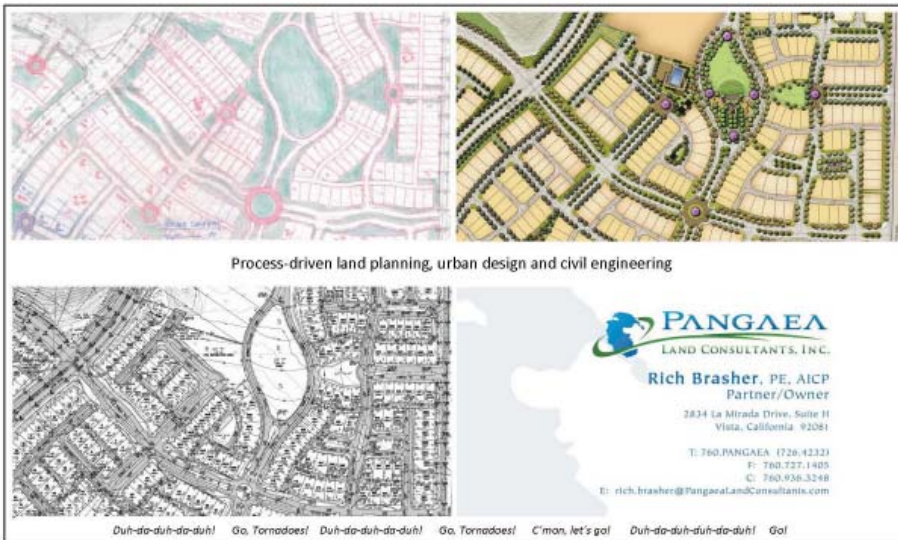 Process-driven land planning, urban design and civil engineering
PANGAEA
LAND CONSULTANTS, INC.
Rich Brasher, PE, AICP
Partner/Owner
2834 La Mirada Drive, Suite H
Vista, California 92081
T: 760.PANGAEA (726.4232)
F: 760.727.1405
C: 760.936.3248
E: rich.brasher@PangaeaLandConsultants.com
Duh-da-duh-da-duh! Go, Tornadoes! Duh-da-duh-da-duh! Go, Tornadoes! C'mon, let's go! Duh-da-duh-duh-da-duh! Go!